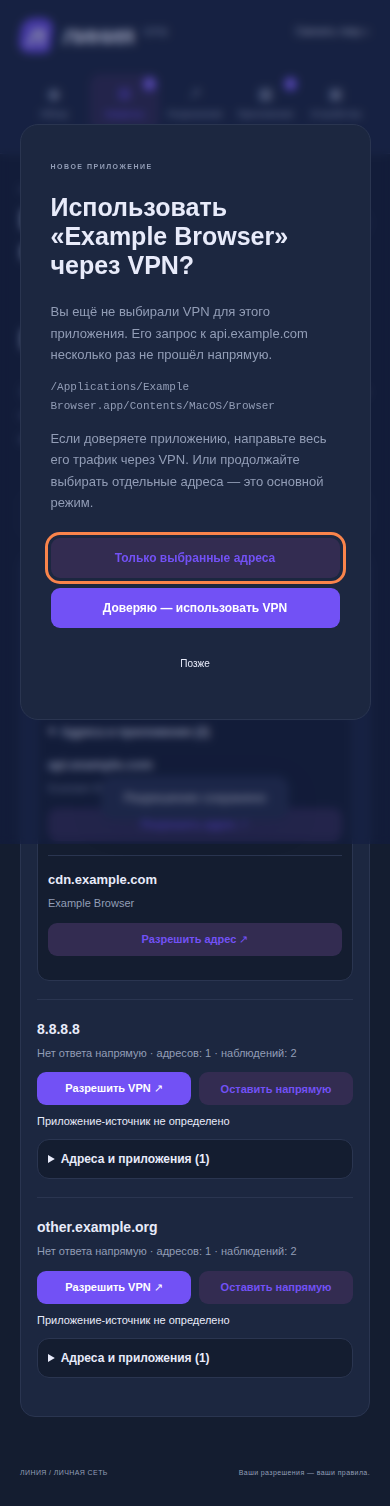 НОВОЕ ПРИЛОЖЕНИЕ
Использовать
«Example Browser»
через VPN?
Вы ещё не выбирали VPN для этого
приложения. Его запрос к api.example.com
несколько раз не прошёл напрямую.
/Applications/Example
Browser.app/Contents/MacOS/Browser
Если доверяете приложению, направьте весь
его трафик через VPN. Или продолжайте
выбирать отдельные адреса — это основной
режим.
Только выбранные адреса
Доверяю — использовать VPN
Позже
cdn.example.com
Example Browser
Разрешить адрес ↗
8.8.8.8
Нет ответа напрямую · адресов: 1 · наблюдений: 2
Разрешить VPN ↗ Оставить напрямую
Приложение-источник не определено
▶ Адреса и приложения (1)
other.example.org
Нет ответа напрямую · адресов: 1 · наблюдений: 2
Разрешить VPN ↗ Оставить напрямую
Приложение-источник не определено
▶ Адреса и приложения (1)
ЛИНИЯ / ЛИЧНАЯ СЕТЬ Ваши разрешения — ваши правила.